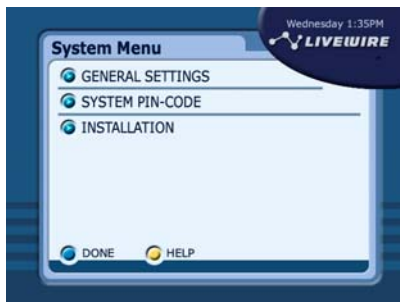 Wednesday 1:35PM
LIVEWIRE
System Menu
GENERAL SETTINGS
SYSTEM PIN-CODE
INSTALLATION
DONE HELP